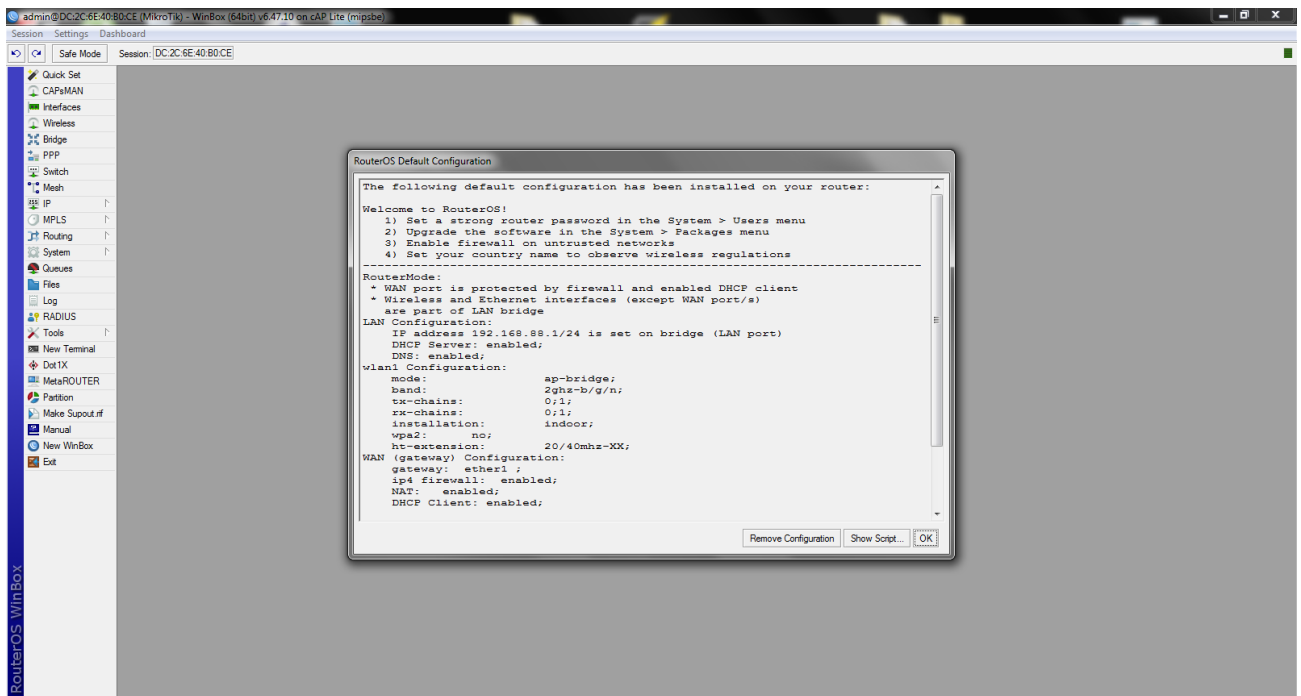 admin@DC:2C:6E:40:B0:CE (MikroTik) - WinBox (64bit) v6.47.10 on cAP Lite (mipsbe)
Session Settings Dashboard
Safe Mode Session: DC:2C:6E:40:B0:CE
Quick Set
CAPsMAN
Interfaces
Wireless
Bridge
PPP
Switch
Mesh
IP
MPLS
Routing
System
Queues
Files
Log
RADIUS
Tools
New Terminal
Dot1X
MetaROUTER
Partition
Make Supout.rif
Manual
New WinBox
Exit
RouterOS WinBox
RouterOS Default Configuration
The following default configuration has been installed on your router:
Welcome to RouterOS!
1) Set a strong router password in the System > Users menu
2) Upgrade the software in the System > Packages menu
3) Enable firewall on untrusted networks
4) Set your country name to observe wireless regulations
-----------------------------------------------------------------------------
RouterMode:
* WAN port is protected by firewall and enabled DHCP client
* Wireless and Ethernet interfaces (except WAN port/s)
are part of LAN bridge
LAN Configuration:
IP address 192.168.88.1/24 is set on bridge (LAN port)
DHCP Server: enabled;
DNS: enabled;
wlan1 Configuration:
mode: ap-bridge;
band: 2ghz-b/g/n;
tx-chains: 0;1;
rx-chains: 0;1;
installation: indoor;
wpa2: no;
ht-extension: 20/40mhz-XX;
WAN (gateway) Configuration:
gateway: ether1 ;
ip4 firewall: enabled;
NAT: enabled;
DHCP Client: enabled;
Remove Configuration Show Script... OK